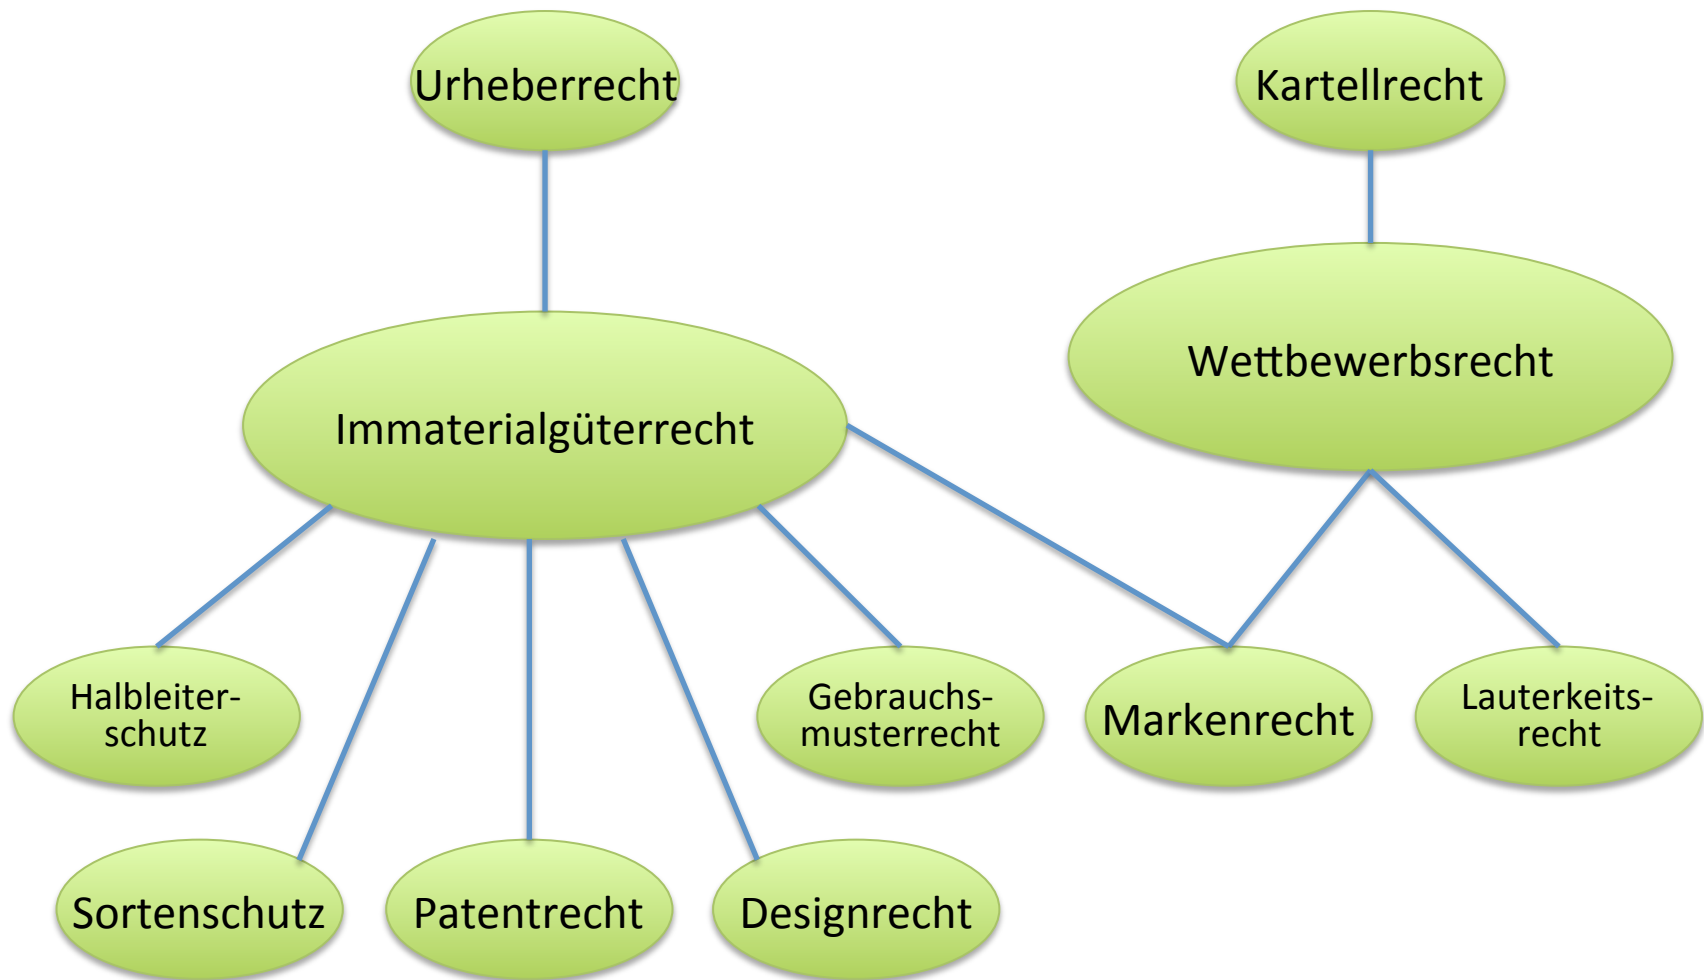 Urheberrecht
Kartellrecht
Wettbewerbsrecht
Immaterialgüterrecht
Halbleiter-
schutz
Gebrauchs-
musterrecht
Markenrecht
Lauterkeits-
recht
Sortenschutz
Patentrecht
Designrecht